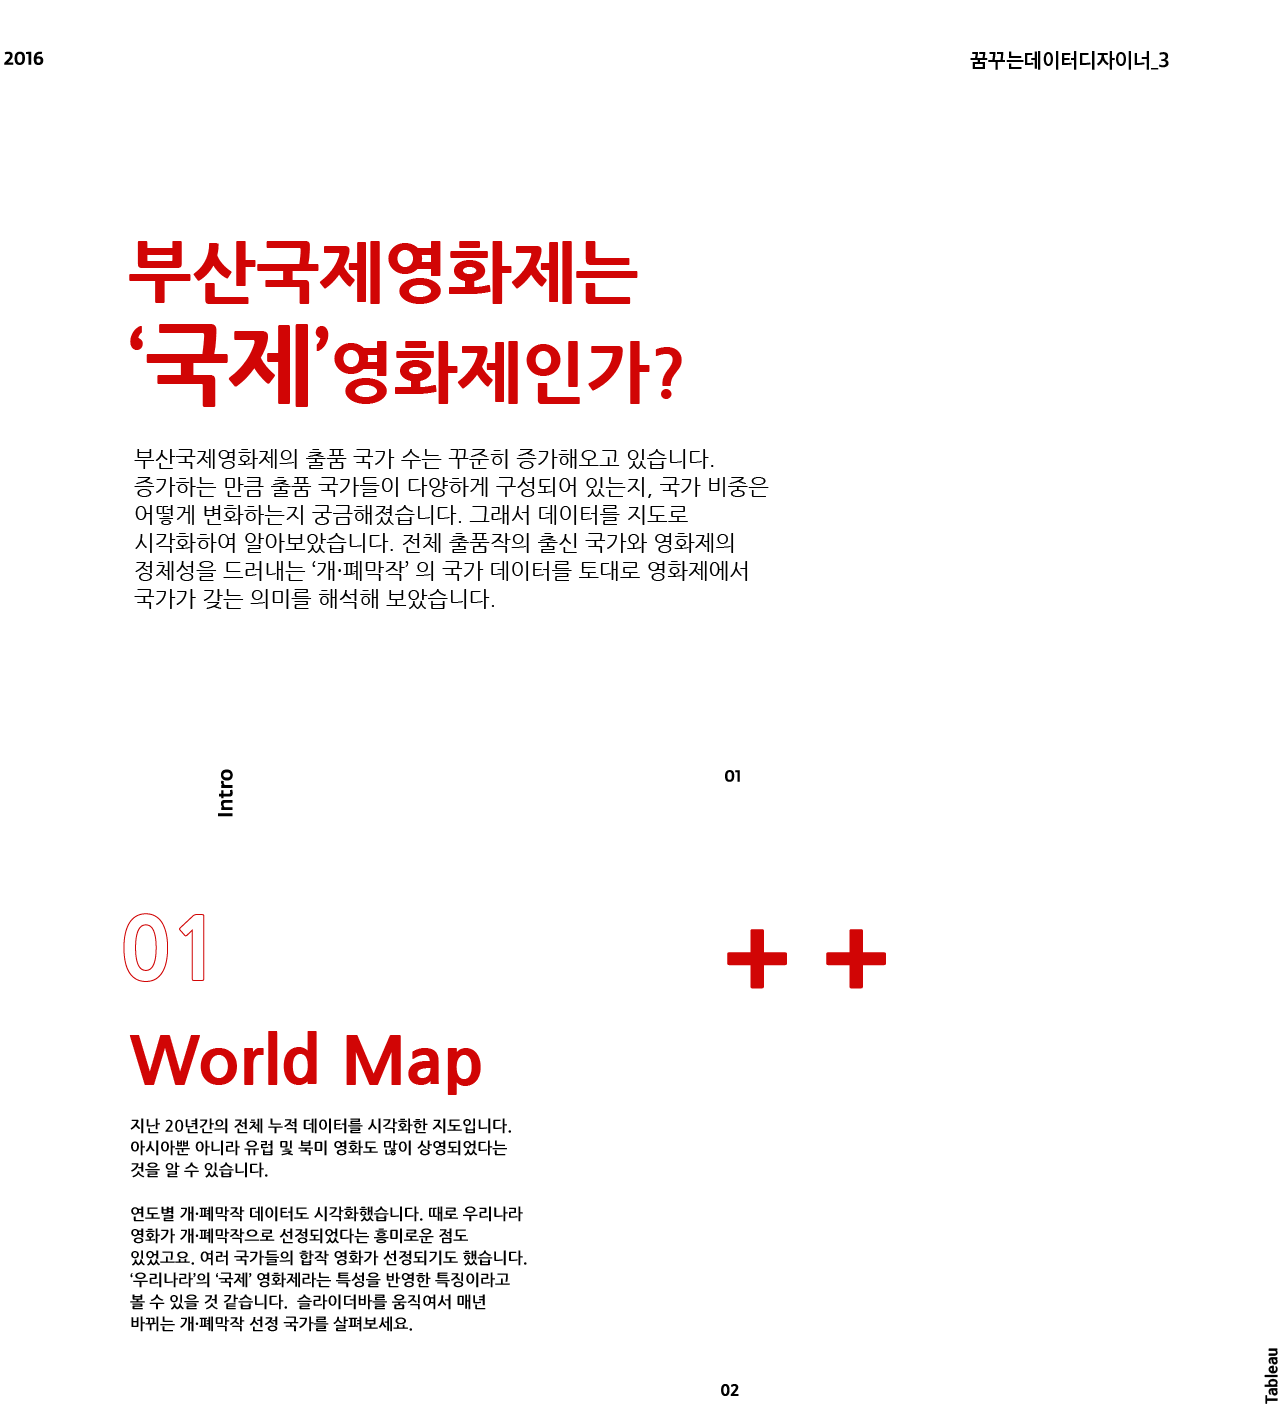 2016
꿈꾸는데이터디자이너_3
부산국제영화제는
‘국제’영화제인가?
부산국제영화제의 출품 국가 수는 꾸준히 증가해오고 있습니다.
증가하는 만큼 출품 국가들이 다양하게 구성되어 있는지, 국가 비중은
어떻게 변화하는지 궁금해졌습니다. 그래서 데이터를 지도로
시각화하여 알아보았습니다. 전체 출품작의 출신 국가와 영화제의
정체성을 드러내는 ‘개·폐막작’ 의 국가 데이터를 토대로 영화제에서
국가가 갖는 의미를 해석해 보았습니다.
Intro
01
01
++
World Map
지난 20년간의 전체 누적 데이터를 시각화한 지도입니다.
아시아뿐 아니라 유럽 및 북미 영화도 많이 상영되었다는
것을 알 수 있습니다.
연도별 개·폐막작 데이터도 시각화했습니다. 때로 우리나라
영화가 개·폐막작으로 선정되었다는 흥미로운 점도
있었고요. 여러 국가들의 합작 영화가 선정되기도 했습니다.
‘우리나라’의 ‘국제’ 영화제라는 특성을 반영한 특징이라고
볼 수 있을 것 같습니다. 슬라이더바를 움직여서 매년
바뀌는 개·폐막작 선정 국가를 살펴보세요.
02
Tableau